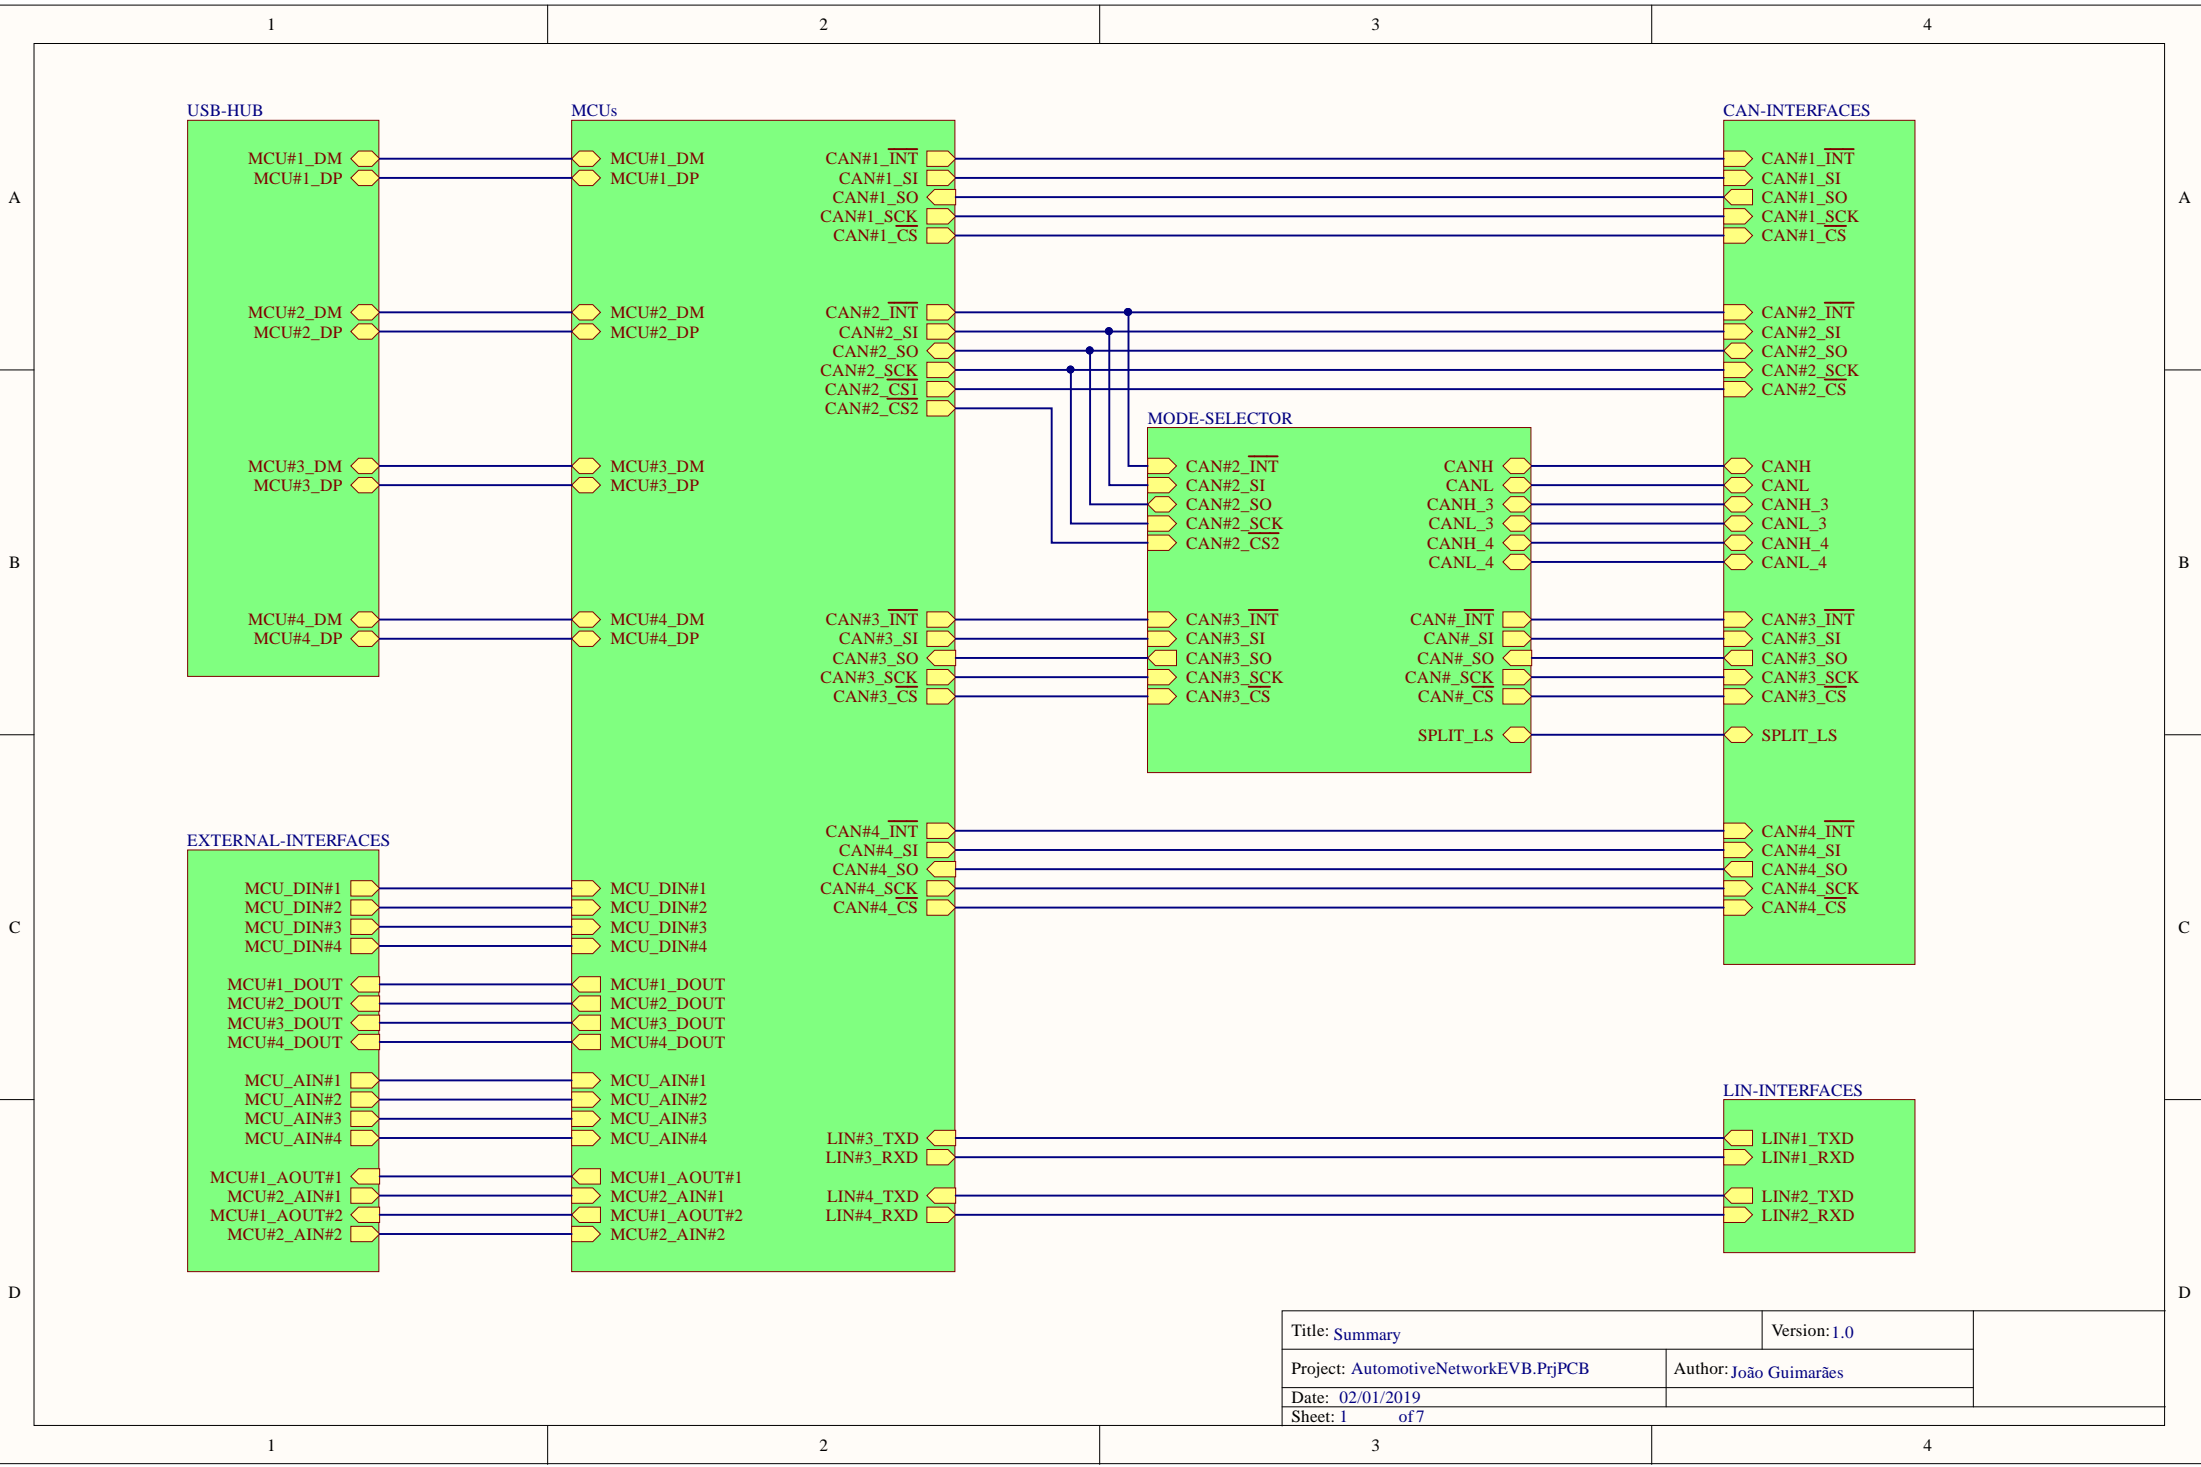 1 2 3 4
A A
B B
C C
D D
USB-HUB
MCU#1_DM
MCU#1_DP
MCU#2_DM
MCU#2_DP
MCU#3_DM
MCU#3_DP
MCU#4_DM
MCU#4_DP
EXTERNAL-INTERFACES
MCU_DIN#1
MCU_DIN#2
MCU_DIN#3
MCU_DIN#4
MCU#1_DOUT
MCU#2_DOUT
MCU#3_DOUT
MCU#4_DOUT
MCU_AIN#1
MCU_AIN#2
MCU_AIN#3
MCU_AIN#4
MCU#1_AOUT#1
MCU#2_AIN#1
MCU#1_AOUT#2
MCU#2_AIN#2
MCUs
MCU#1_DM
MCU#1_DP
MCU#2_DM
MCU#2_DP
MCU#3_DM
MCU#3_DP
MCU#4_DM
MCU#4_DP
MCU_DIN#1
MCU_DIN#2
MCU_DIN#3
MCU_DIN#4
MCU#1_DOUT
MCU#2_DOUT
MCU#3_DOUT
MCU#4_DOUT
MCU_AIN#1
MCU_AIN#2
MCU_AIN#3
MCU_AIN#4
MCU#1_AOUT#1
MCU#2_AIN#1
MCU#1_AOUT#2
MCU#2_AIN#2
CAN#1_INT
CAN#1_SI
CAN#1_SO
CAN#1_SCK
CAN#1_CS
CAN#2_INT
CAN#2_SI
CAN#2_SO
CAN#2_SCK
CAN#2_CS1
CAN#2_CS2
CAN#3_INT
CAN#3_SI
CAN#3_SO
CAN#3_SCK
CAN#3_CS
CAN#4_INT
CAN#4_SI
CAN#4_SO
CAN#4_SCK
CAN#4_CS
LIN#3_TXD
LIN#3_RXD
LIN#4_TXD
LIN#4_RXD
MODE-SELECTOR
CAN#2_INT
CAN#2_SI
CAN#2_SO
CAN#2_SCK
CAN#2_CS2
CAN#3_INT
CAN#3_SI
CAN#3_SO
CAN#3_SCK
CAN#3_CS
CANH
CANL
CANH_3
CANL_3
CANH_4
CANL_4
CAN#_INT
CAN#_SI
CAN#_SO
CAN#_SCK
CAN#_CS
SPLIT_LS
CAN-INTERFACES
CAN#1_INT
CAN#1_SI
CAN#1_SO
CAN#1_SCK
CAN#1_CS
CAN#2_INT
CAN#2_SI
CAN#2_SO
CAN#2_SCK
CAN#2_CS
CANH
CANL
CANH_3
CANL_3
CANH_4
CANL_4
CAN#3_INT
CAN#3_SI
CAN#3_SO
CAN#3_SCK
CAN#3_CS
SPLIT_LS
CAN#4_INT
CAN#4_SI
CAN#4_SO
CAN#4_SCK
CAN#4_CS
LIN-INTERFACES
LIN#1_TXD
LIN#1_RXD
LIN#2_TXD
LIN#2_RXD
Title: Summary Version: 1.0
Project: AutomotiveNetworkEVB.PrjPCB Author: João Guimarães
Date: 02/01/2019
Sheet: 1 of 7
1 2 3 4